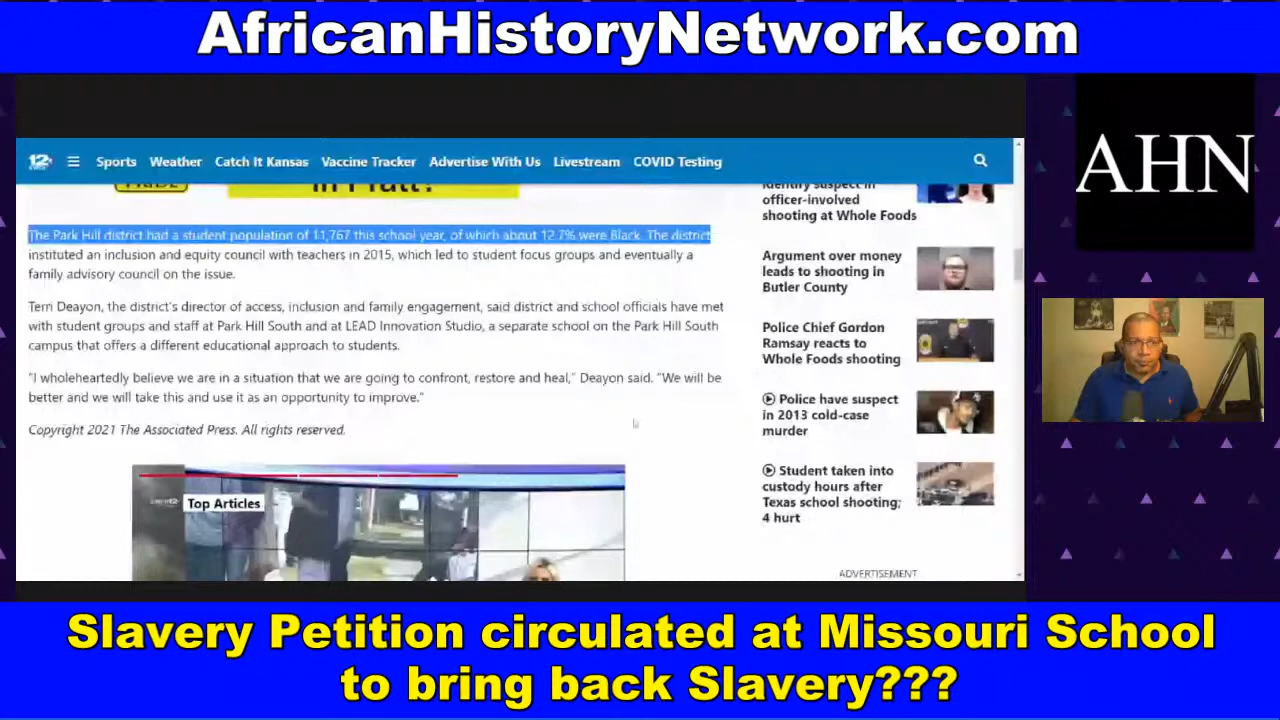 AfricanHistoryNetwork.com
AHN
12
Sports Weather Catch It Kansas Vaccine Tracker Advertise With Us Livestream COVID Testing
The Park Hill district had a student population of 11,767 this school year, of which about 12.7% were Black. The district
instituted an inclusion and equity council with teachers in 2015, which led to student focus groups and eventually a
family advisory council on the issue.
Terri Deayon, the district's director of access, inclusion and family engagement, said district and school officials have met
with student groups and staff at Park Hill South and at LEAD Innovation Studio, a separate school on the Park Hill South
campus that offers a different educational approach to students.
"I wholeheartedly believe we are in a situation that we are going to confront, restore and heal," Deayon said. "We will be
better and we will take this and use it as an opportunity to improve."
Copyright 2021 The Associated Press. All rights reserved.
Top Articles
identify suspect in
officer-involved
shooting at Whole Foods
Argument over money
leads to shooting in
Butler County
Police Chief Gordon
Ramsay reacts to
Whole Foods shooting
Police have suspect
in 2013 cold-case
murder
Student taken into
custody hours after
Texas school shooting;
4 hurt
ADVERTISEMENT
Slavery Petition circulated at Missouri School
to bring back Slavery???